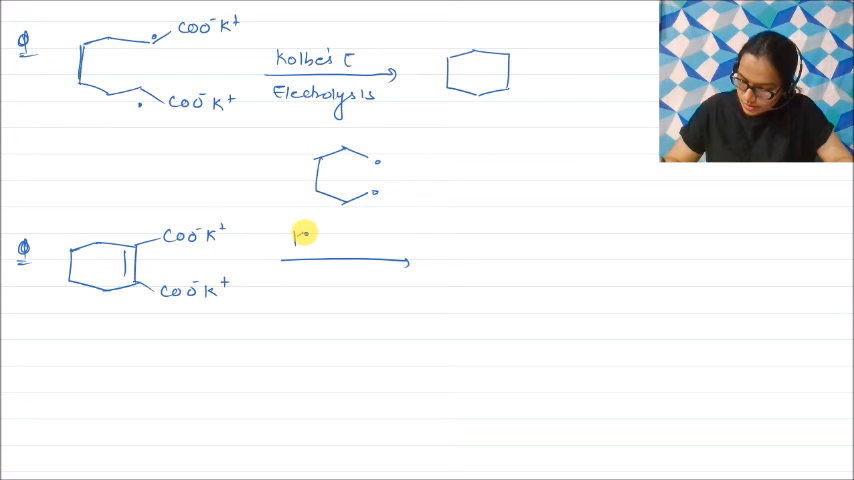 Q COO⁻K⁺
Kolbe's E
Electrolysis
COO⁻K⁺
Q COO⁻K⁺
COO⁻K⁺